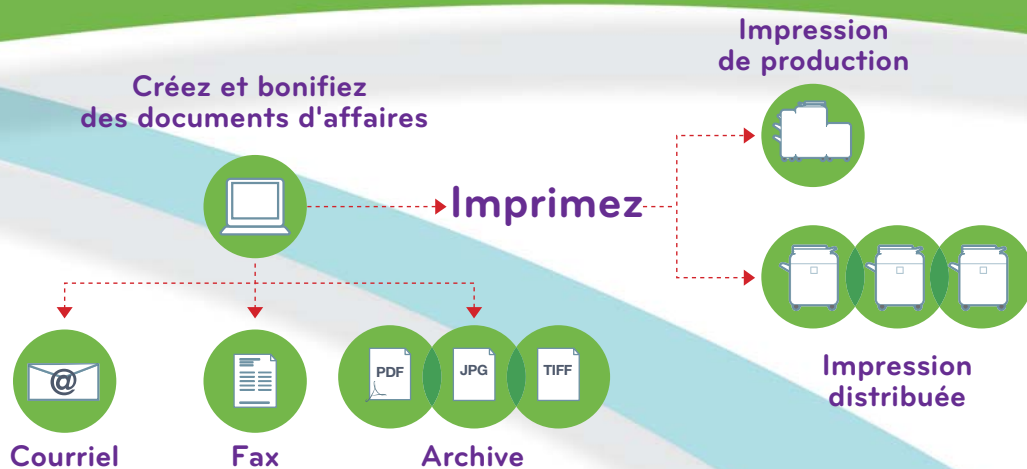 Créez et bonifiez
des documents d'affaires
Imprimez
Impression
de production
Impression
distribuée
@
Courriel
Fax
PDF
JPG
TIFF
Archive